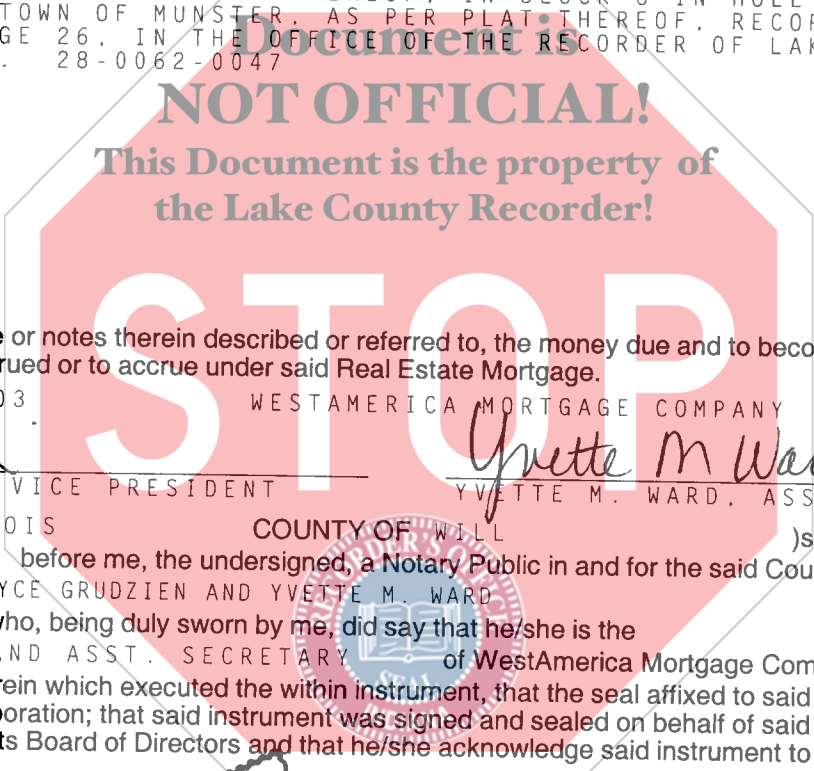 TOWN OF MUNSTER, AS PER PLAT THEREOF, RECOR
GE 26, IN THE OFFICE OF THE RECORDER OF LAK
. 28-0062-0047
Document is
NOT OFFICIAL!
This Document is the property of
the Lake County Recorder!
STOP
e or notes therein described or referred to, the money due and to beco
rued or to accrue under said Real Estate Mortgage.
03 WESTAMERICA MORTGAGE COMPANY
Yvette M Wa
VICE PRESIDENT YVETTE M. WARD, ASS
OIS COUNTY OF WILL )s
before me, the undersigned, a Notary Public in and for the said Cou
YCE GRUDZIEN AND YVETTE M. WARD
who, being duly sworn by me, did say that he/she is the
AND ASST. SECRETARY of WestAmerica Mortgage Com
rein which executed the within instrument, that the seal affixed to said
poration; that said instrument was signed and sealed on behalf of said
ts Board of Directors and that he/she acknowledge said instrument to
RECORDER'S OFFICE
SEAL